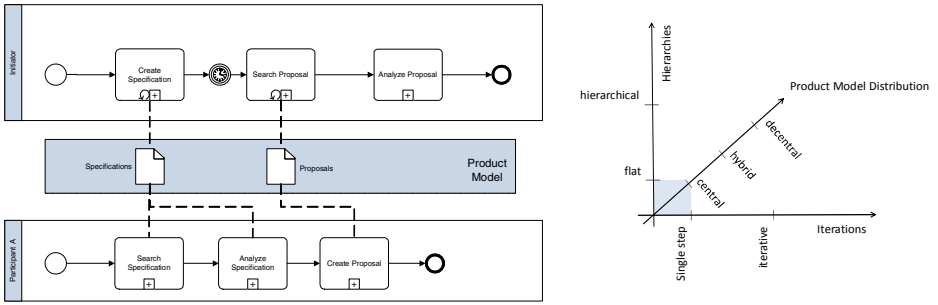 Initiator
Create
Specification
Search Proposal
Analyze Proposal
Specifications
Proposals
Product
Model
Participant A
Search
Specification
Analyze
Specification
Create Proposal
Hierarchies
Product Model Distribution
hierarchical
decentral
hybrid
flat
central
Iterations
Single step
iterative